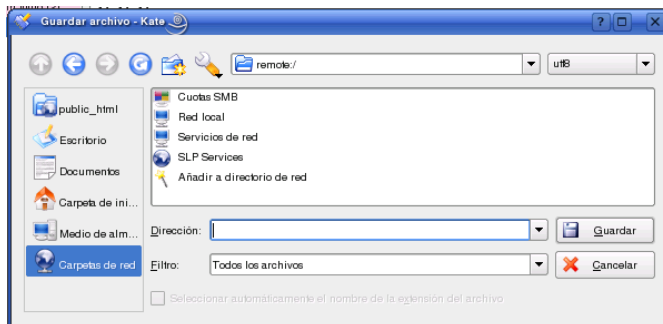 Guardar archivo - Kate
remote:/
utf8
public_html
Escritorio
Documentos
Carpeta de ini...
Medio de alm...
Carpetas de red
Cuotas SMB
Red local
Servicios de red
SLP Services
Añadir a directorio de red
Dirección:
Guardar
Filtro:
Todos los archivos
Cancelar
Seleccionar automáticamente el nombre de la extensión del archivo